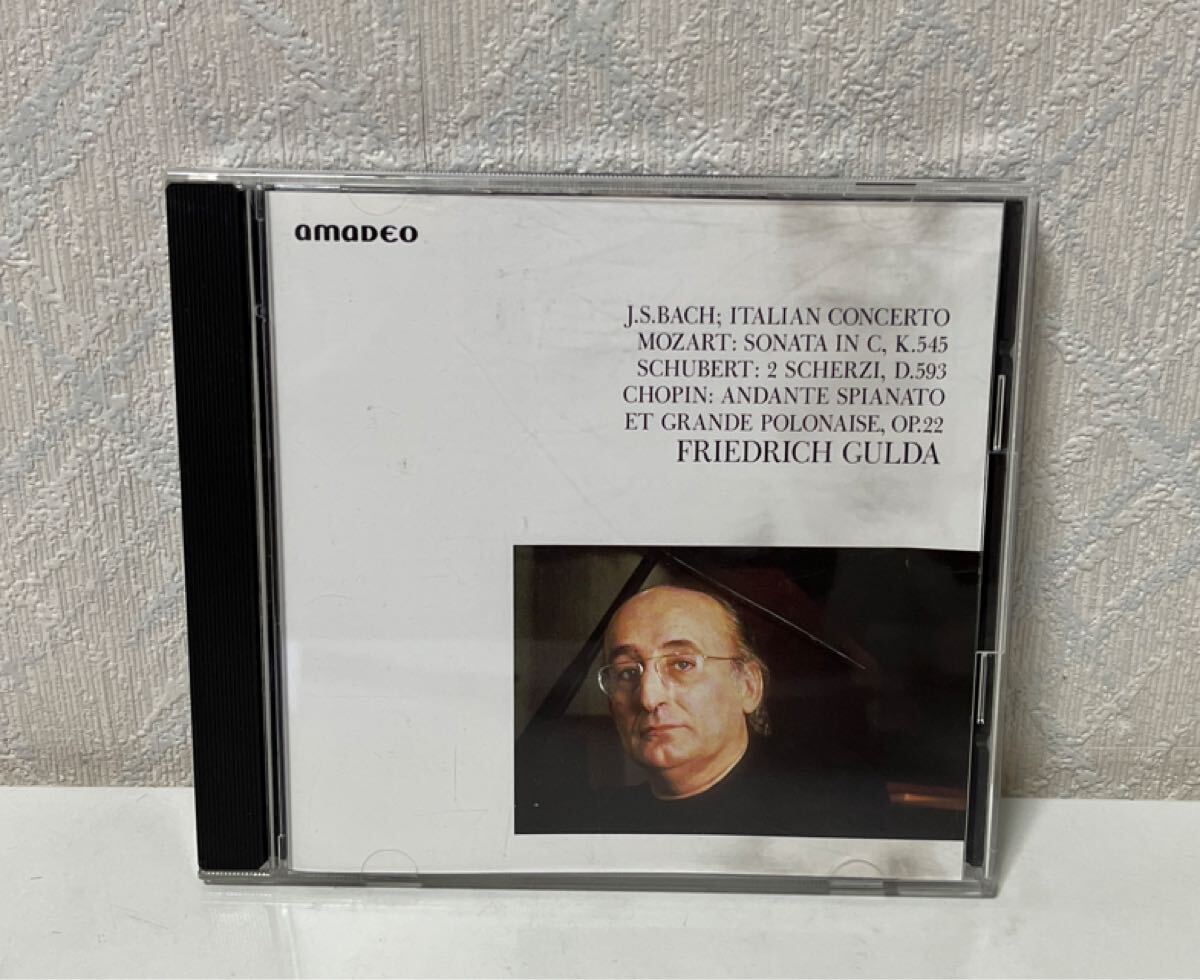 amaDEO
J.S.BACH; ITALIAN CONCERTO
MOZART: SONATA IN C, K.545
SCHUBERT: 2 SCHERZI, D.593
CHOPIN: ANDANTE SPIANATO
ET GRANDE POLONAISE, OP.22
FRIEDRICH GULDA